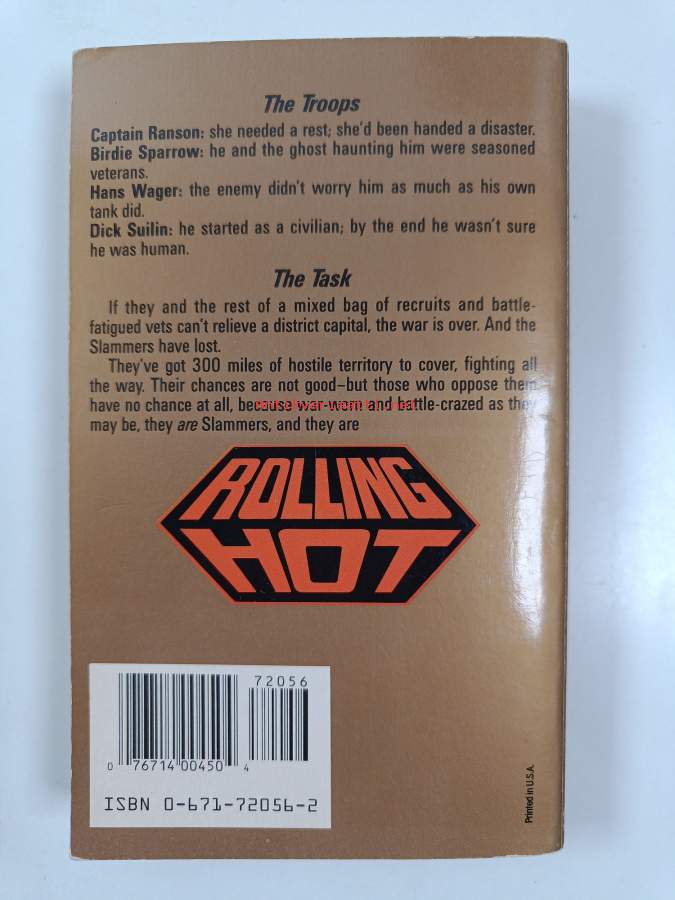 The Troops
Captain Ranson: she needed a rest; she'd been handed a disaster.
Birdie Sparrow: he and the ghost haunting him were seasoned
veterans.
Hans Wager: the enemy didn't worry him as much as his own
tank did.
Dick Suilin: he started as a civilian; by the end he wasn't sure
he was human.
The Task
If they and the rest of a mixed bag of recruits and battle-
fatigued vets can't relieve a district capital, the war is over. And the
Slammers have lost.
They've got 300 miles of hostile territory to cover, fighting all
the way. Their chances are not good–but those who oppose them
have no chance at all, because war-worn and battle-crazed as they
may be, they are Slammers, and they are
ROLLING
HOT
72056
0 76714 00450 4
ISBN 0-671-72056-2
Printed in U.S.A.